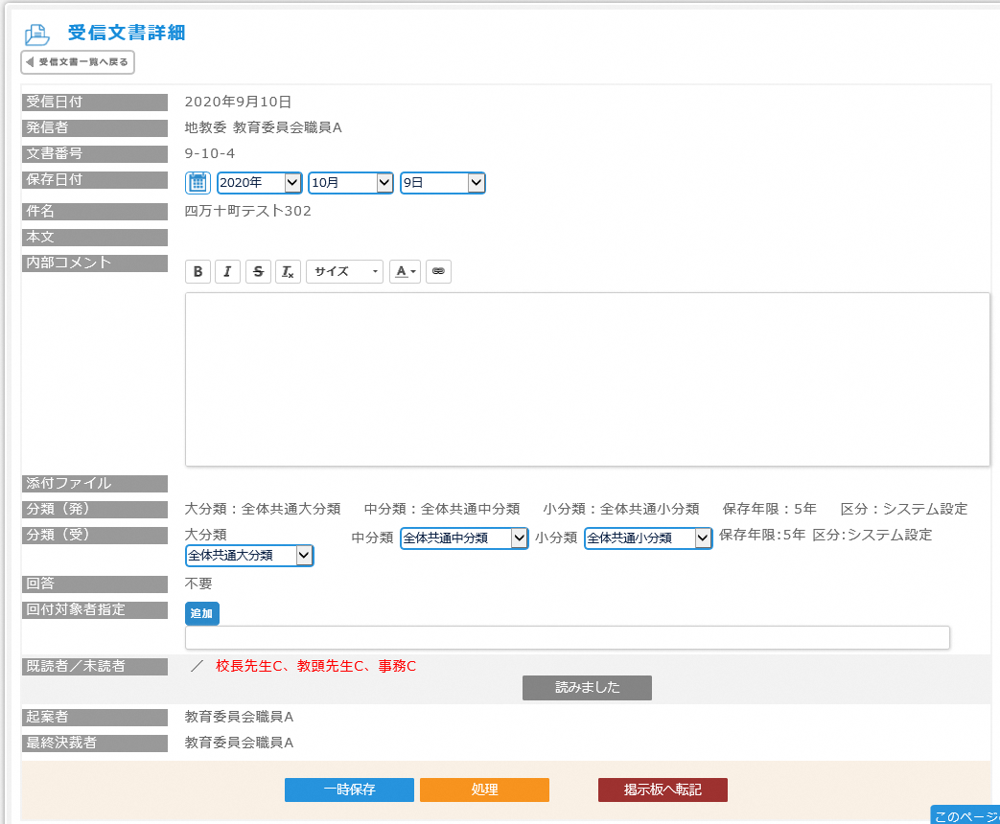 受信文書詳細
受信文書一覧へ戻る
受信日付 2020年9月10日
発信者 地教委 教育委員会職員A
文書番号 9-10-4
保存日付 2020年 10月 9日
件名 四万十町テスト302
本文
内部コメント B I S Tx サイズ A
添付ファイル
分類（発） 大分類：全体共通大分類 中分類：全体共通中分類 小分類：全体共通小分類 保存年限：5年 区分：システム設定
分類（受） 大分類 中分類 全体共通中分類 小分類 全体共通小分類 保存年限:5年 区分:システム設定
全体共通大分類
回答 不要
回付対象者指定 追加
既読者／未読者 ／ 校長先生C、教頭先生C、事務C
読みました
起案者 教育委員会職員A
最終決裁者 教育委員会職員A
一時保存 処理 掲示板へ転記
このページ